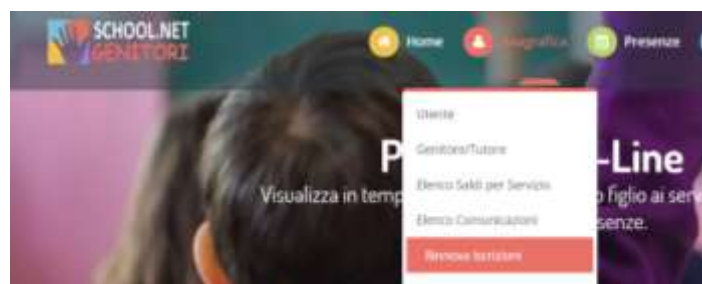 SCHOOL.NET
GENITORI
Home
Anagrafica
Presenze
Utente
Genitore/Tutore
Elenco Saldi per Servizio
Elenco Comunicazioni
Rinnova Iscrizioni
P
-Line
Visualizza in temp
figlio ai serv
senze.